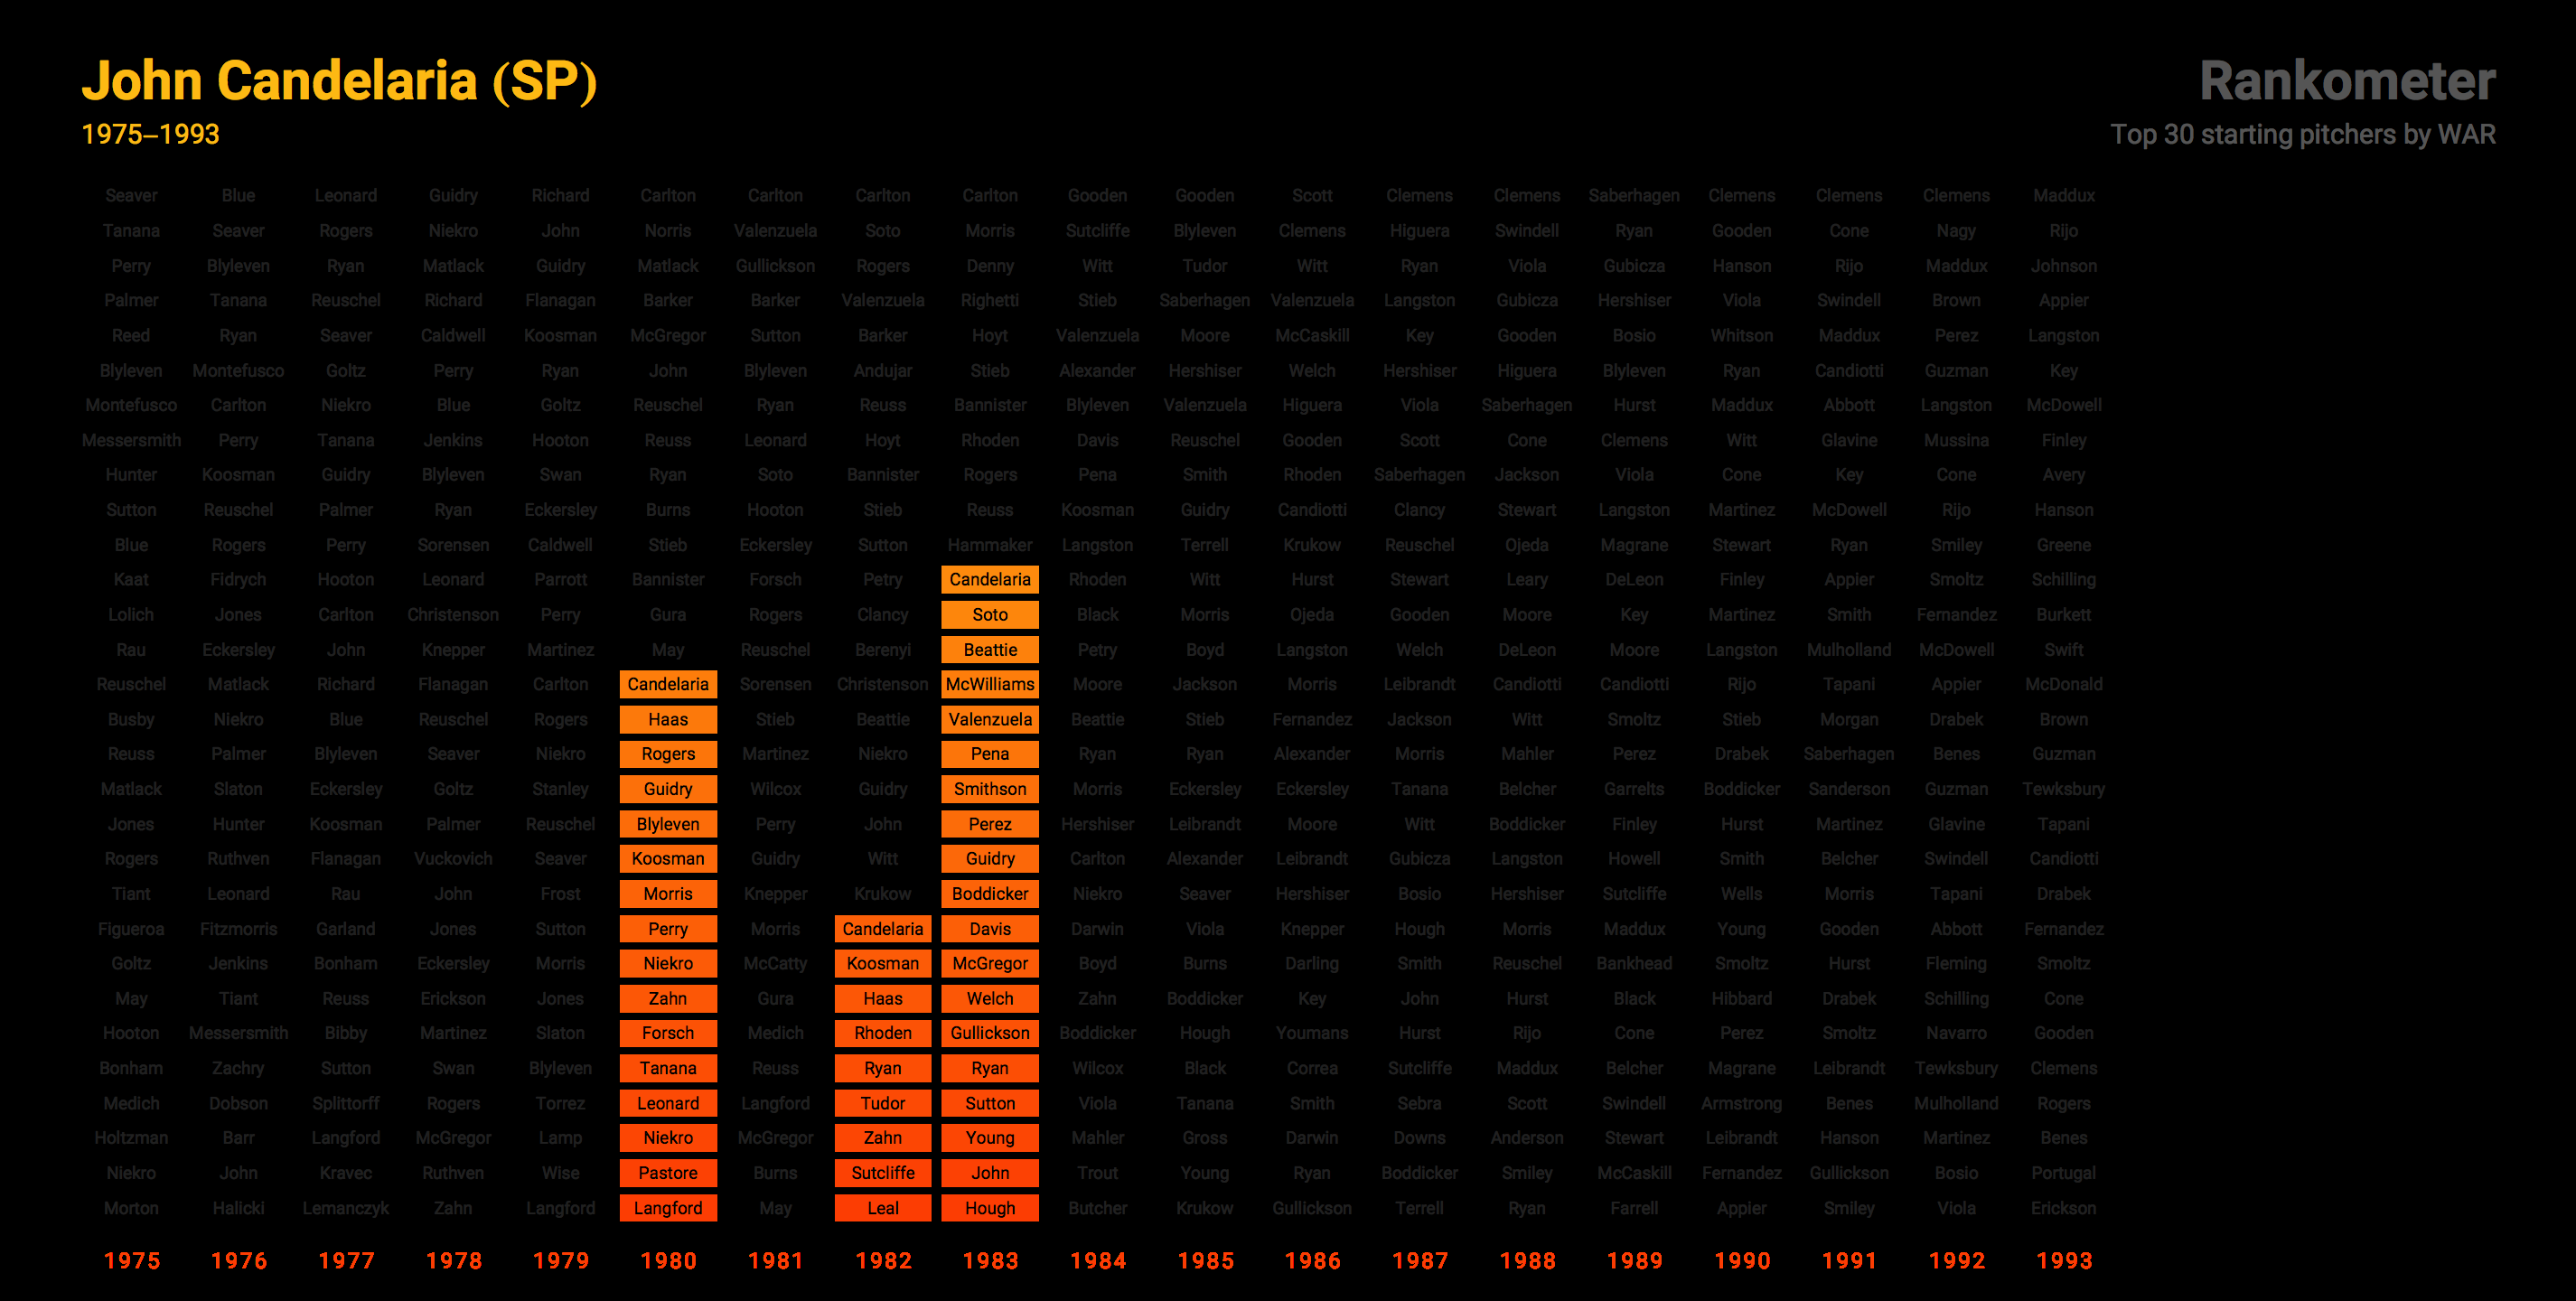 John Candelaria (SP)
Rankometer
1975–1993
Top 30 starting pitchers by WAR
Seaver Blue Leonard Guidry Richard Carlton Carlton Carlton Carlton Gooden Gooden Scott Clemens Clemens Saberhagen Clemens Clemens Clemens Maddux
Tanana Seaver Rogers Niekro John Norris Valenzuela Soto Morris Sutcliffe Blyleven Clemens Higuera Swindell Ryan Gooden Cone Nagy Rijo
Perry Blyleven Ryan Matlack Guidry Matlack Gullickson Rogers Denny Witt Tudor Witt Ryan Viola Gubicza Hanson Rijo Maddux Johnson
Palmer Tanana Reuschel Richard Flanagan Barker Barker Valenzuela Righetti Stieb Saberhagen Valenzuela Langston Gubicza Hershiser Viola Swindell Brown Appier
Reed Ryan Seaver Caldwell Koosman McGregor Sutton Barker Hoyt Valenzuela Moore McCaskill Key Gooden Bosio Whitson Maddux Perez Langston
Blyleven Montefusco Goltz Perry Ryan John Blyleven Andujar Stieb Alexander Hershiser Welch Hershiser Higuera Blyleven Ryan Candiotti Guzman Key
Montefusco Carlton Niekro Blue Goltz Reuschel Ryan Reuss Bannister Blyleven Valenzuela Higuera Viola Saberhagen Hurst Maddux Abbott Langston McDowell
Messersmith Perry Tanana Jenkins Hooton Reuss Leonard Hoyt Rhoden Davis Reuschel Gooden Scott Cone Clemens Witt Glavine Mussina Finley
Hunter Koosman Guidry Blyleven Swan Ryan Soto Bannister Rogers Pena Smith Rhoden Saberhagen Jackson Viola Cone Key Cone Avery
Sutton Reuschel Palmer Ryan Eckersley Burns Hooton Stieb Reuss Koosman Guidry Candiotti Clancy Stewart Langston Martinez McDowell Rijo Hanson
Blue Rogers Perry Sorensen Caldwell Stieb Eckersley Sutton Hammaker Langston Terrell Krukow Reuschel Ojeda Magrane Stewart Ryan Smiley Greene
Kaat Fidrych Hooton Leonard Parrott Bannister Forsch Petry Candelaria Rhoden Witt Hurst Stewart Leary DeLeon Finley Appier Smoltz Schilling
Lolich Jones Carlton Christenson Perry Gura Rogers Clancy Soto Black Morris Ojeda Gooden Moore Key Martinez Smith Fernandez Burkett
Rau Eckersley John Knepper Martinez May Reuschel Berenyi Beattie Petry Boyd Langston Welch DeLeon Moore Langston Mulholland McDowell Swift
Reuschel Matlack Richard Flanagan Carlton Candelaria Sorensen Christenson McWilliams Moore Jackson Morris Leibrandt Candiotti Candiotti Rijo Tapani Appier McDonald
Busby Niekro Blue Reuschel Rogers Haas Stieb Beattie Valenzuela Beattie Stieb Fernandez Jackson Witt Smoltz Stieb Morgan Drabek Brown
Reuss Palmer Blyleven Seaver Niekro Rogers Martinez Niekro Pena Ryan Ryan Alexander Morris Mahler Perez Drabek Saberhagen Benes Guzman
Matlack Slaton Eckersley Goltz Stanley Guidry Wilcox Guidry Smithson Morris Eckersley Eckersley Tanana Belcher Garrelts Boddicker Sanderson Guzman Tewksbury
Jones Hunter Koosman Palmer Reuschel Blyleven Perry John Perez Hershiser Leibrandt Moore Witt Boddicker Finley Hurst Martinez Glavine Tapani
Rogers Ruthven Flanagan Vuckovich Seaver Koosman Guidry Witt Guidry Carlton Alexander Leibrandt Gubicza Langston Howell Smith Belcher Swindell Candiotti
Tiant Leonard Rau John Frost Morris Knepper Krukow Boddicker Niekro Seaver Hershiser Bosio Hershiser Sutcliffe Wells Morris Tapani Drabek
Figueroa Fitzmorris Garland Jones Sutton Perry Morris Candelaria Davis Darwin Viola Knepper Hough Morris Maddux Young Gooden Abbott Fernandez
Goltz Jenkins Bonham Eckersley Morris Niekro McCatty Koosman McGregor Boyd Burns Darling Smith Reuschel Bankhead Smoltz Hurst Fleming Smoltz
May Tiant Reuss Erickson Jones Zahn Gura Haas Welch Zahn Boddicker Key John Hurst Black Hibbard Drabek Schilling Cone
Hooton Messersmith Bibby Martinez Slaton Forsch Medich Rhoden Gullickson Boddicker Hough Youmans Hurst Rijo Cone Perez Smoltz Navarro Gooden
Bonham Zachry Sutton Swan Blyleven Tanana Reuss Ryan Ryan Wilcox Black Correa Sutcliffe Maddux Belcher Magrane Leibrandt Tewksbury Clemens
Medich Dobson Splittorff Rogers Torrez Leonard Langford Tudor Sutton Viola Tanana Smith Sebra Scott Swindell Armstrong Benes Mulholland Rogers
Holtzman Barr Langford McGregor Lamp Niekro McGregor Zahn Young Mahler Gross Darwin Downs Anderson Stewart Leibrandt Hanson Martinez Benes
Niekro John Kravec Ruthven Wise Pastore Burns Sutcliffe John Trout Young Ryan Boddicker Smiley McCaskill Fernandez Gullickson Bosio Portugal
Morton Halicki Lemanczyk Zahn Langford Langford May Leal Hough Butcher Krukow Gullickson Terrell Ryan Farrell Appier Smiley Viola Erickson
1975 1976 1977 1978 1979 1980 1981 1982 1983 1984 1985 1986 1987 1988 1989 1990 1991 1992 1993